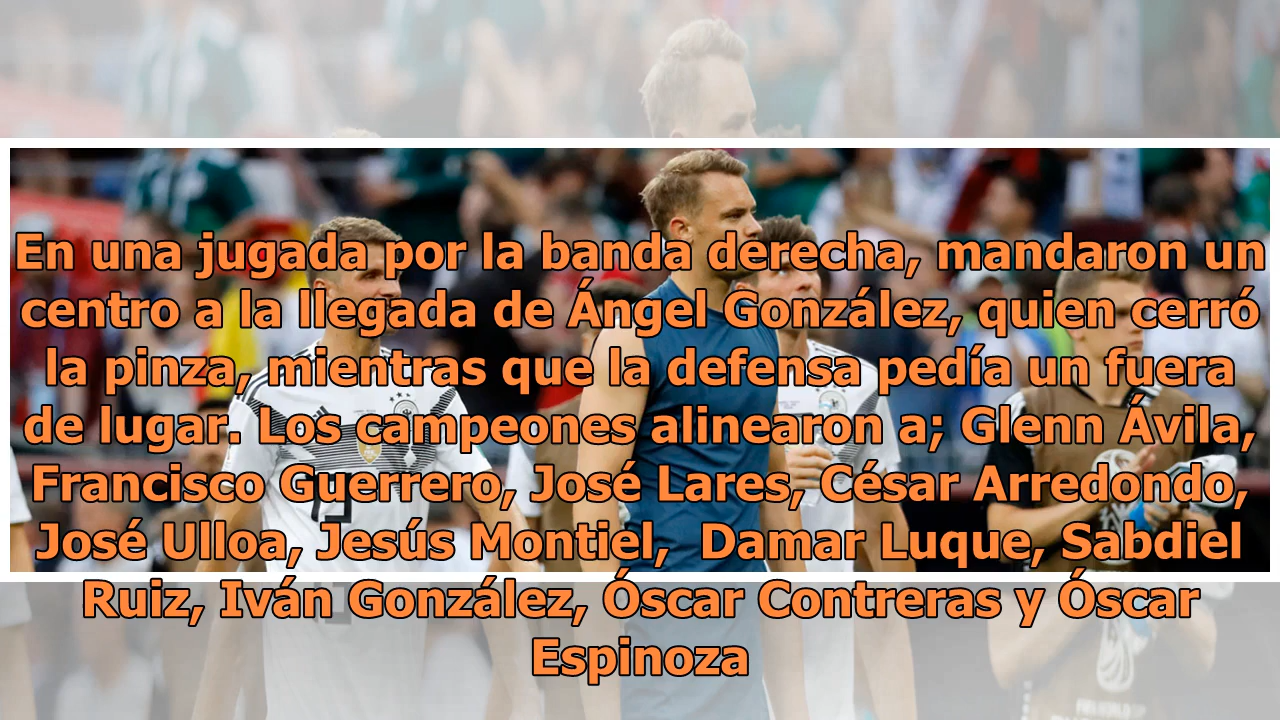 En una jugada por la banda derecha, mandaron un
centro a la llegada de Ángel González, quien cerró
la pinza, mientras que la defensa pedía un fuera
de lugar. Los campeones alinearon a; Glenn Ávila,
Francisco Guerrero, José Lares, César Arredondo,
José Ulloa, Jesús Montiel,  Damar Luque, Sabdiel
Ruiz, Iván González, Óscar Contreras y Óscar
Espinoza